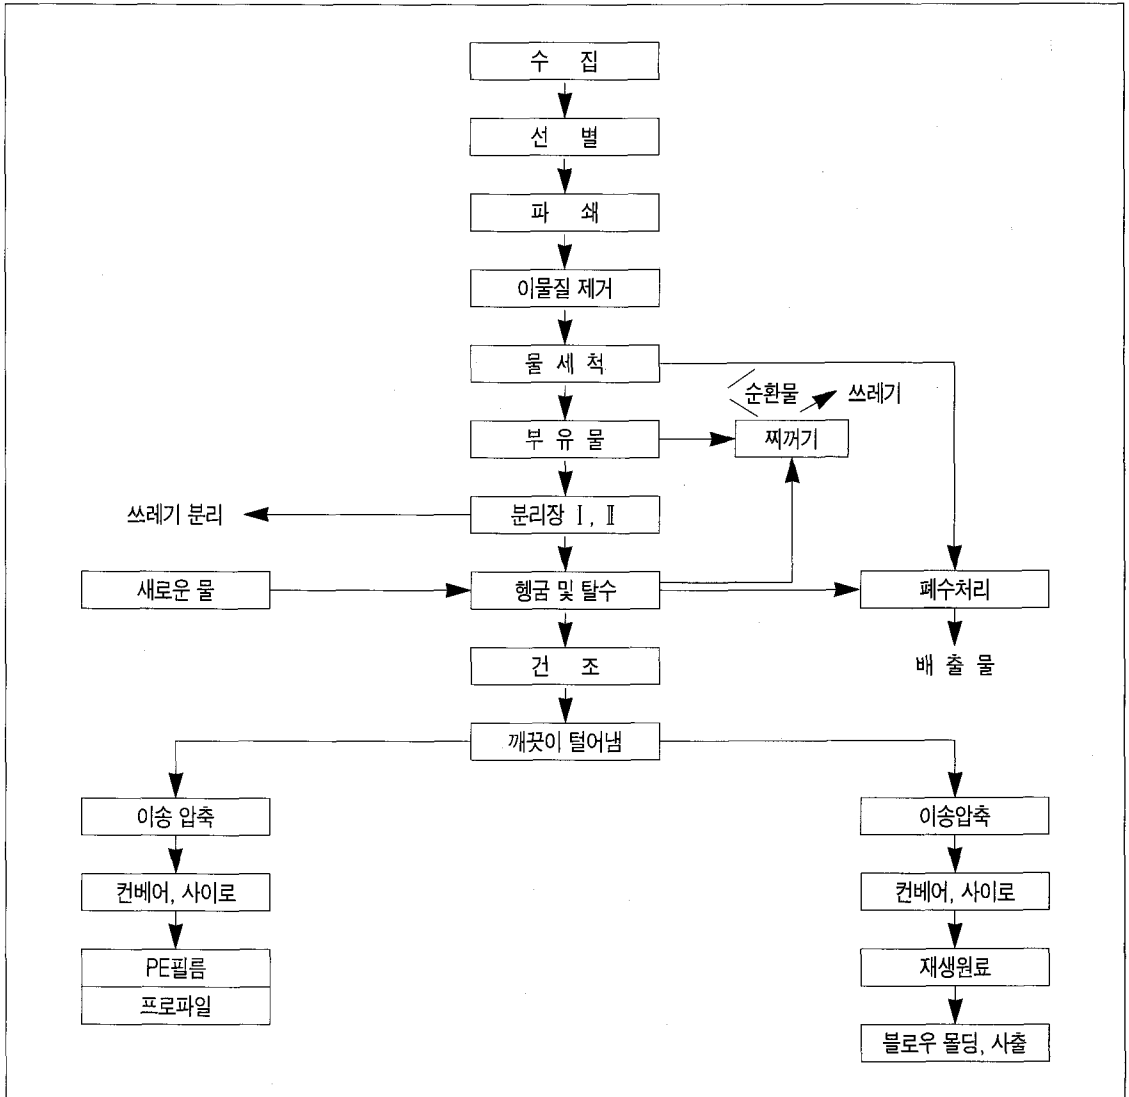 수 집
선 별
파 쇄
이물질 제거
물 세 척
순환물 쓰레기
부 유 물 찌꺼기
쓰레기 분리 분리장 Ⅰ, Ⅱ
새로운 물 헹굼 및 탈수 폐수처리
건 조 배 출 물
깨끗이 털어냄
이송 압축 이송압축
컨베어, 사이로 컨베어, 사이로
PE필름 재생원료
프로파일
블로우 몰딩, 사출